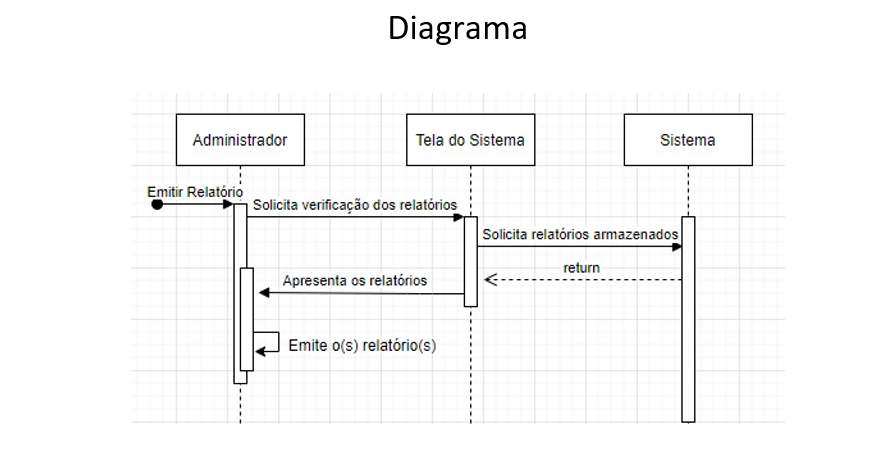 Diagrama
Administrador
Tela do Sistema
Sistema
Emitir Relatório
Solicita verificação dos relatórios
Solicita relatórios armazenados
return
Apresenta os relatórios
Emite o(s) relatório(s)